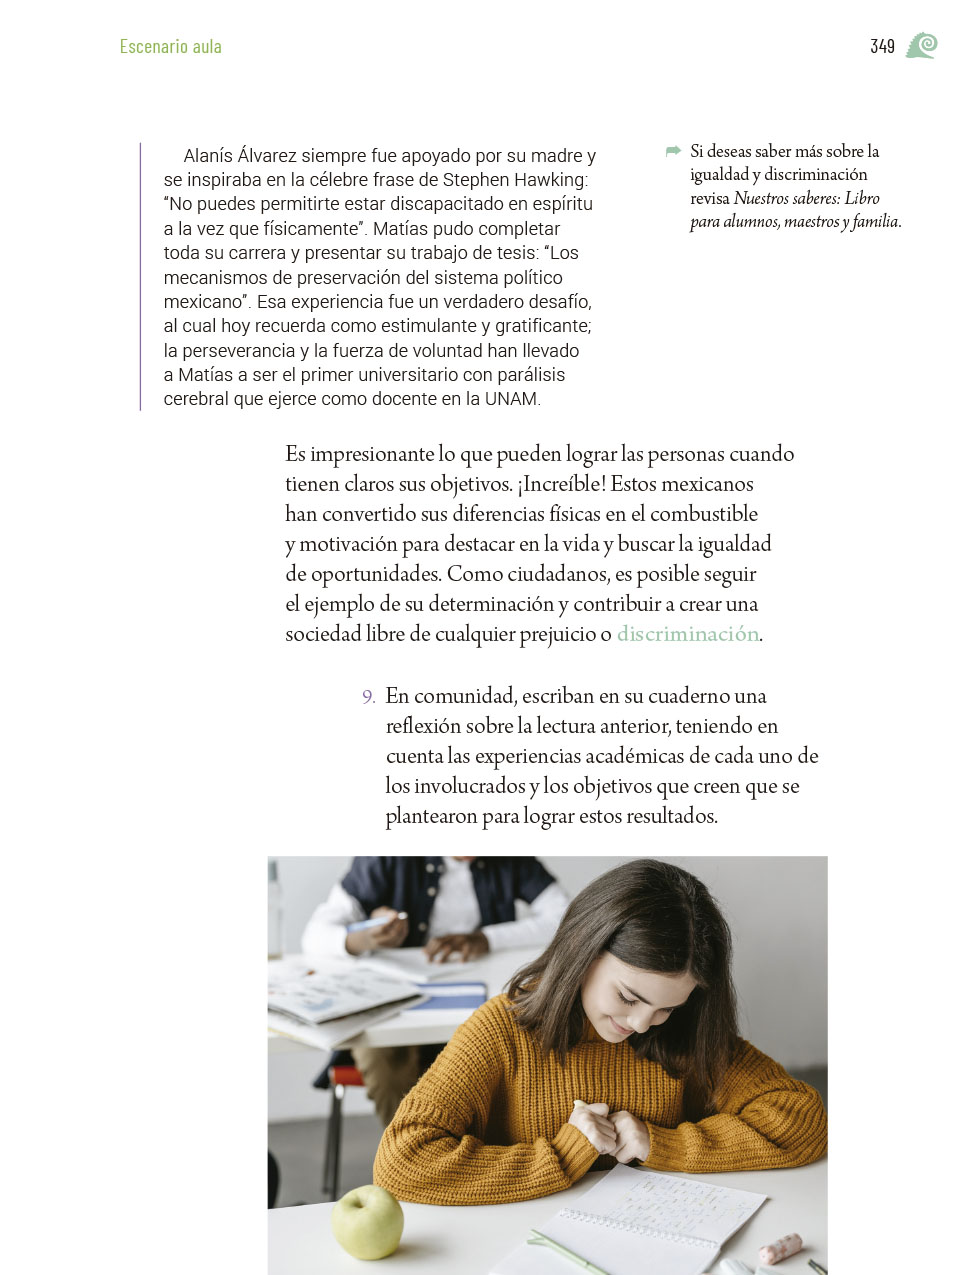 Escenario aula
349
Alanís Álvarez siempre fue apoyado por su madre y
se inspiraba en la célebre frase de Stephen Hawking:
“No puedes permitirte estar discapacitado en espíritu
a la vez que físicamente”. Matías pudo completar
toda su carrera y presentar su trabajo de tesis: “Los
mecanismos de preservación del sistema político
mexicano”. Esa experiencia fue un verdadero desafío,
al cual hoy recuerda como estimulante y gratificante;
la perseverancia y la fuerza de voluntad han llevado
a Matías a ser el primer universitario con parálisis
cerebral que ejerce como docente en la UNAM.
Si deseas saber más sobre la
igualdad y discriminación
revisa Nuestros saberes: Libro
para alumnos, maestros y familia.
Es impresionante lo que pueden lograr las personas cuando
tienen claros sus objetivos. ¡Increíble! Estos mexicanos
han convertido sus diferencias físicas en el combustible
y motivación para destacar en la vida y buscar la igualdad
de oportunidades. Como ciudadanos, es posible seguir
el ejemplo de su determinación y contribuir a crear una
sociedad libre de cualquier prejuicio o discriminación.
9. En comunidad, escriban en su cuaderno una
reflexión sobre la lectura anterior, teniendo en
cuenta las experiencias académicas de cada uno de
los involucrados y los objetivos que creen que se
plantearon para lograr estos resultados.